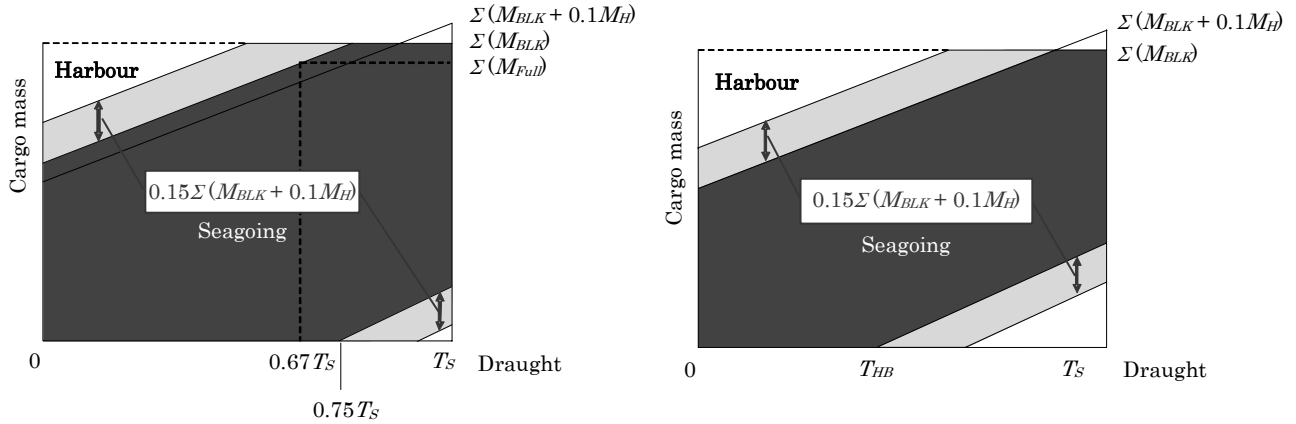 Σ(M_BLK + 0.1M_H)
Σ(M_BLK)
Σ(M_Full)
Harbour
Cargo mass
0.15Σ(M_BLK + 0.1M_H)
Seagoing
0
0.67T_S
T_S
Draught
0.75T_S
Σ(M_BLK + 0.1M_H)
Σ(M_BLK)
Harbour
Cargo mass
0.15Σ(M_BLK + 0.1M_H)
Seagoing
0
T_HB
T_S
Draught